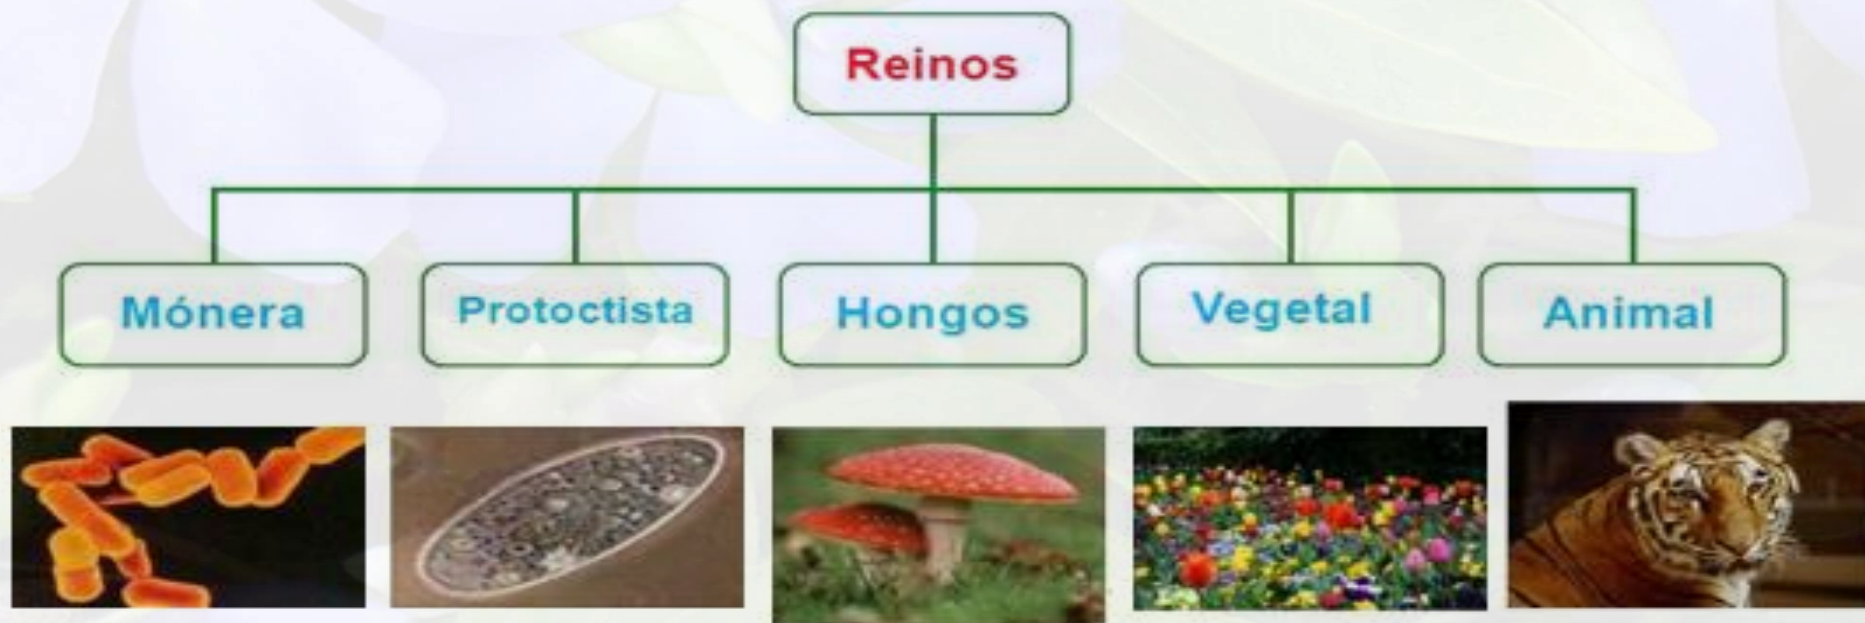 Reinos
Mónera
Protoctista
Hongos
Vegetal
Animal